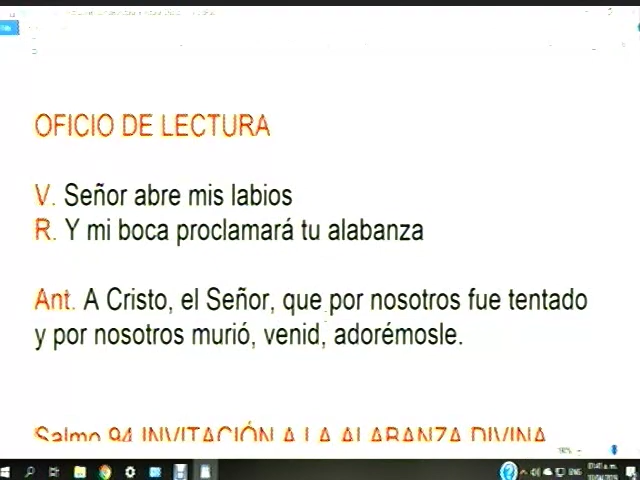 OFICIO DE LECTURA
V. Señor abre mis labios
R. Y mi boca proclamará tu alabanza
Ant. A Cristo, el Señor, que por nosotros fue tentado
y por nosotros murió, venid, adorémosle.
Salmo 94 INVITACIÓN A LA ALABANZA DIVINA
ENG